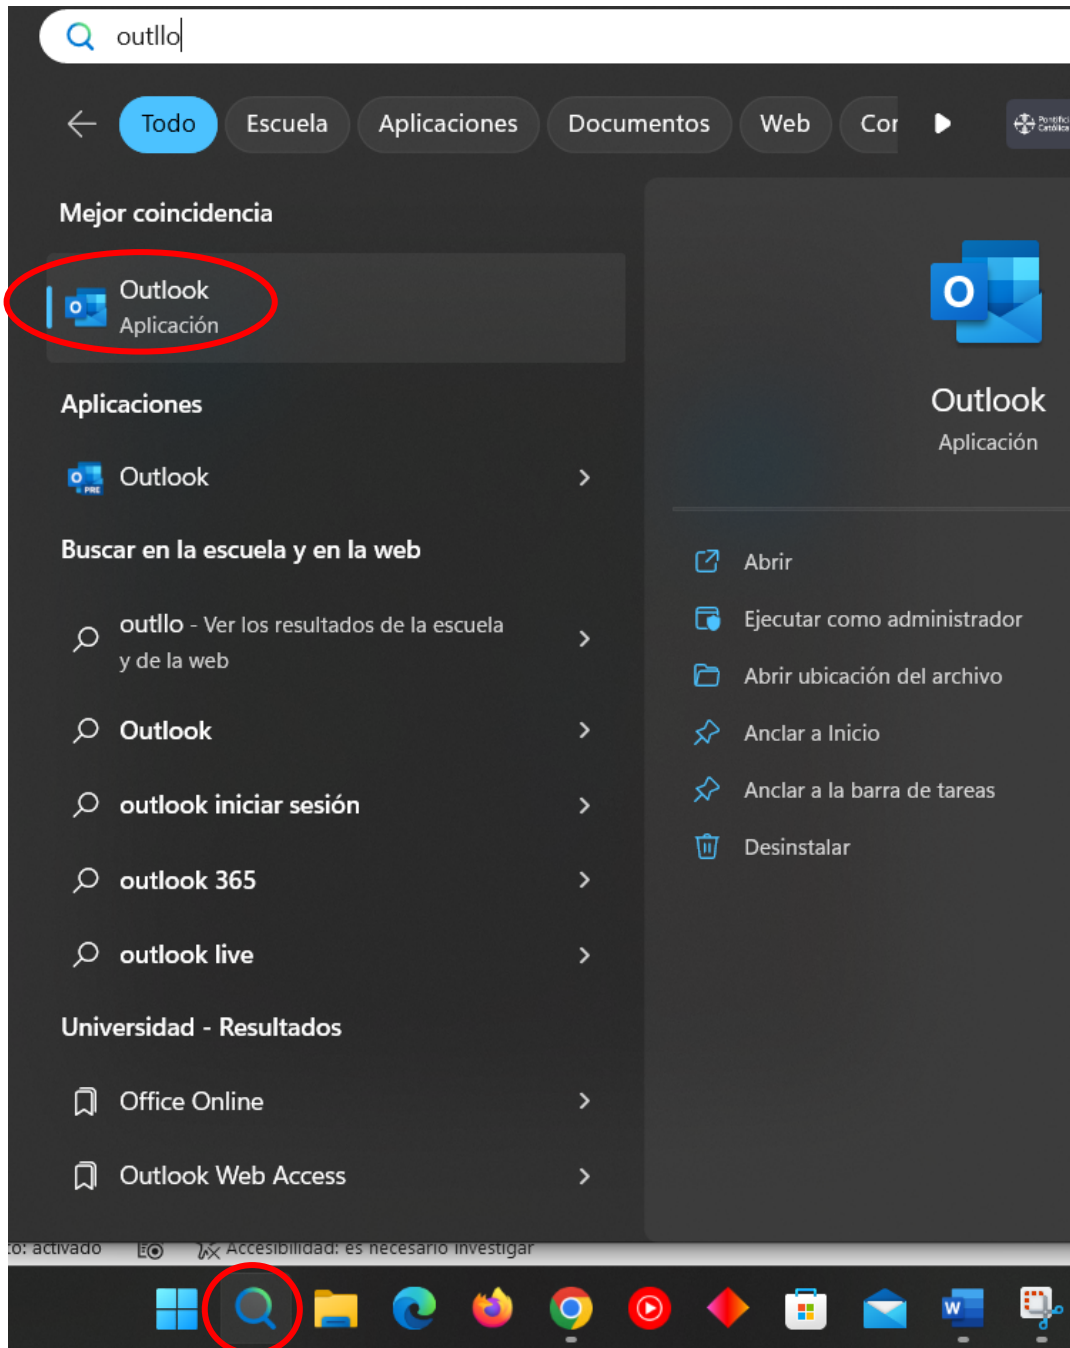 outllo
Todo
Escuela
Aplicaciones
Documentos
Web
Cor
Mejor coincidencia
Outlook
Aplicación
Aplicaciones
Outlook
Buscar en la escuela y en la web
outllo - Ver los resultados de la escuela
y de la web
Outlook
outlook iniciar sesión
outlook 365
outlook live
Universidad - Resultados
Office Online
Outlook Web Access
Outlook
Aplicación
Abrir
Ejecutar como administrador
Abrir ubicación del archivo
Anclar a Inicio
Anclar a la barra de tareas
Desinstalar
to: activado
Accesibilidad: es necesario investigar